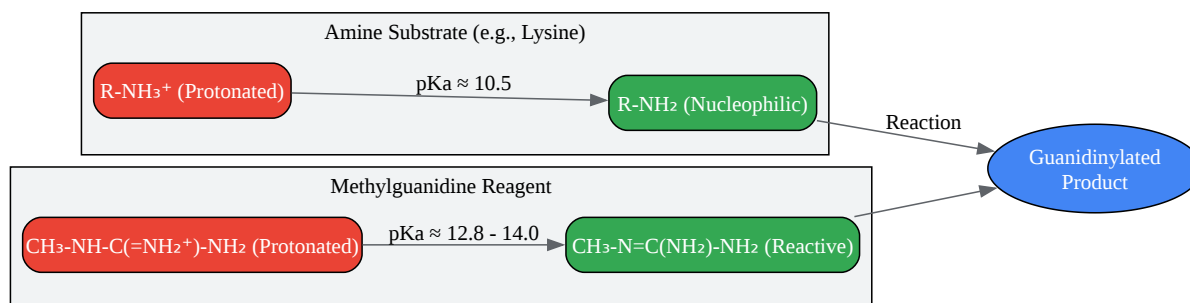 Amine Substrate (e.g., Lysine)
R-NH₃⁺ (Protonated)
pKa ≈ 10.5
R-NH₂ (Nucleophilic)
Reaction
Guanidinylated
Product
Methylguanidine Reagent
CH₃-NH-C(=NH₂⁺)-NH₂ (Protonated)
pKa ≈ 12.8 - 14.0
CH₃-N=C(NH₂)-NH₂ (Reactive)